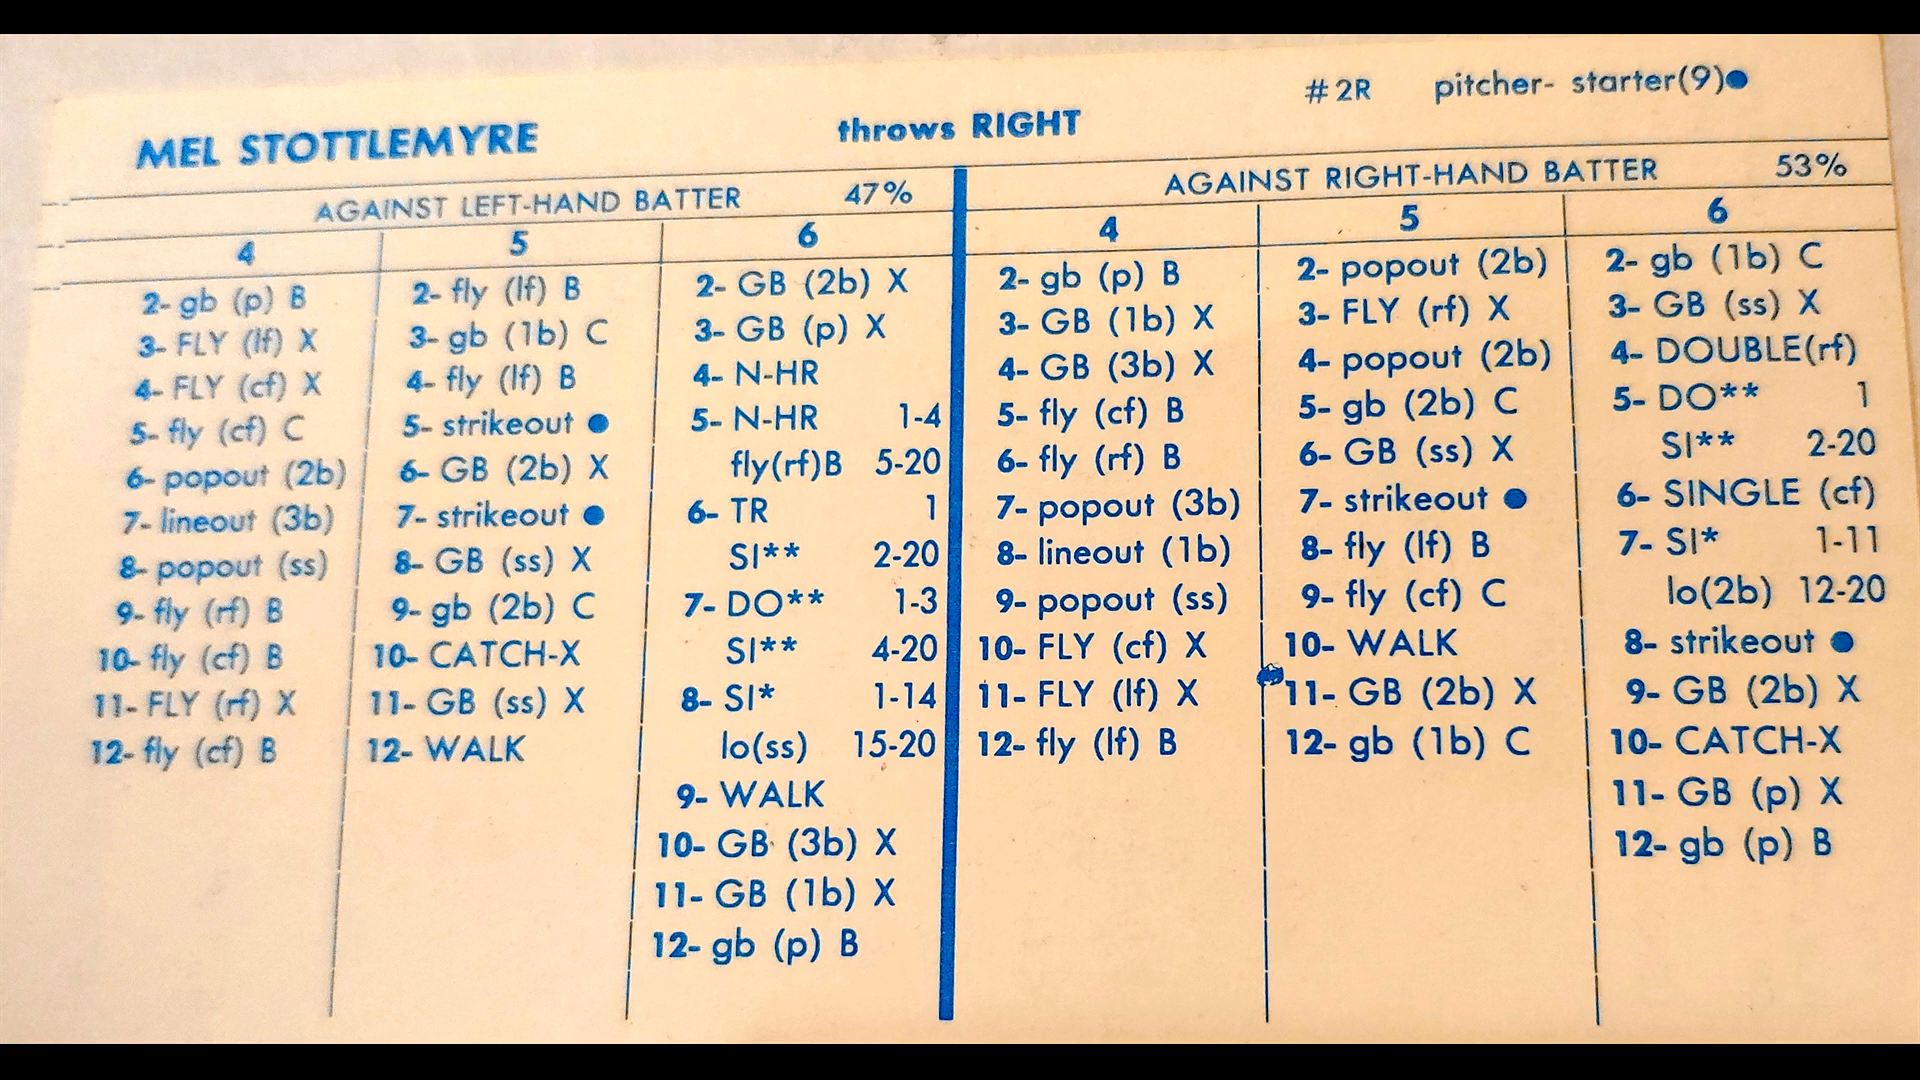 #2R pitcher- starter(9)●
MEL STOTTLEMYRE throws RIGHT
AGAINST LEFT-HAND BATTER 47%
4
2- gb (p) B
3- FLY (lf) X
4- FLY (cf) X
5- fly (cf) C
6- popout (2b)
7- lineout (3b)
8- popout (ss)
9- fly (rf) B
10- fly (cf) B
11- FLY (rf) X
12- fly (cf) B
5
2- fly (lf) B
3- gb (1b) C
4- fly (lf) B
5- strikeout ●
6- GB (2b) X
7- strikeout ●
8- GB (ss) X
9- gb (2b) C
10- CATCH-X
11- GB (ss) X
12- WALK
6
2- GB (2b) X
3- GB (p) X
4- N-HR
5- N-HR 1-4
fly(rf)B 5-20
6- TR 1
SI** 2-20
7- DO** 1-3
SI** 4-20
8- SI* 1-14
lo(ss) 15-20
9- WALK
10- GB (3b) X
11- GB (1b) X
12- gb (p) B
AGAINST RIGHT-HAND BATTER 53%
4
2- gb (p) B
3- GB (1b) X
4- GB (3b) X
5- fly (cf) B
6- fly (rf) B
7- popout (3b)
8- lineout (1b)
9- popout (ss)
10- FLY (cf) X
11- FLY (lf) X
12- fly (lf) B
5
2- popout (2b)
3- FLY (rf) X
4- popout (2b)
5- gb (2b) C
6- GB (ss) X
7- strikeout ●
8- fly (lf) B
9- fly (cf) C
10- WALK
11- GB (2b) X
12- gb (1b) C
6
2- gb (1b) C
3- GB (ss) X
4- DOUBLE(rf)
5- DO** 1
SI** 2-20
6- SINGLE (cf)
7- SI* 1-11
lo(2b) 12-20
8- strikeout ●
9- GB (2b) X
10- CATCH-X
11- GB (p) X
12- gb (p) B